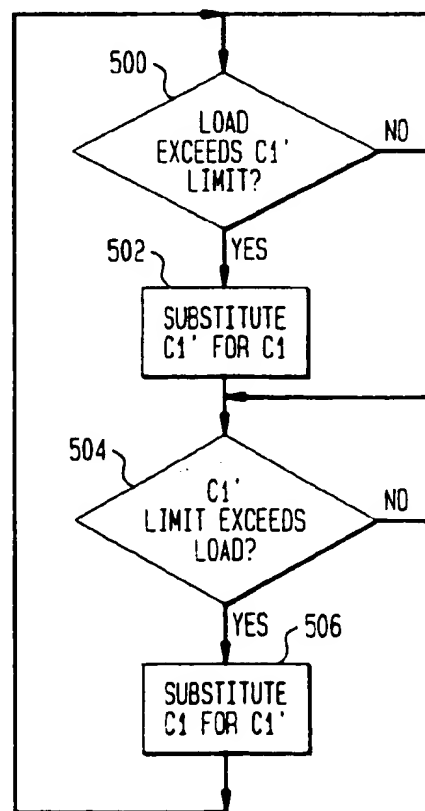 500
LOAD
EXCEEDS C1'
LIMIT?
NO
YES
502
SUBSTITUTE
C1' FOR C1
504
C1'
LIMIT EXCEEDS
LOAD?
NO
YES
506
SUBSTITUTE
C1 FOR C1'